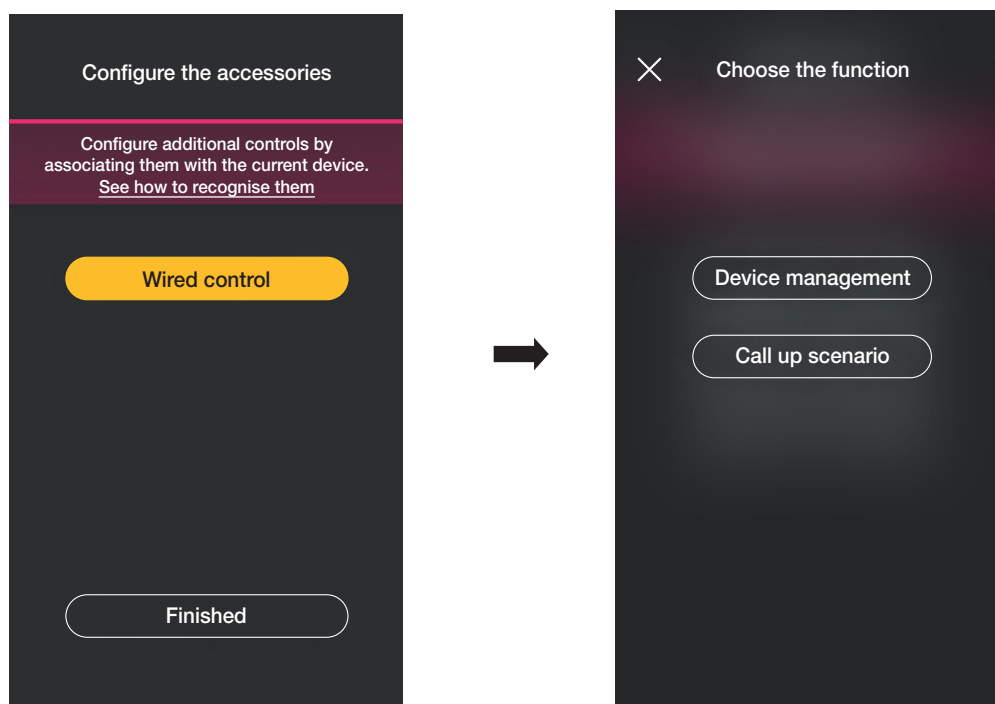 Configure the accessories
Configure additional controls by
associating them with the current device.
See how to recognise them
Wired control
Finished
Choose the function
Device management
Call up scenario